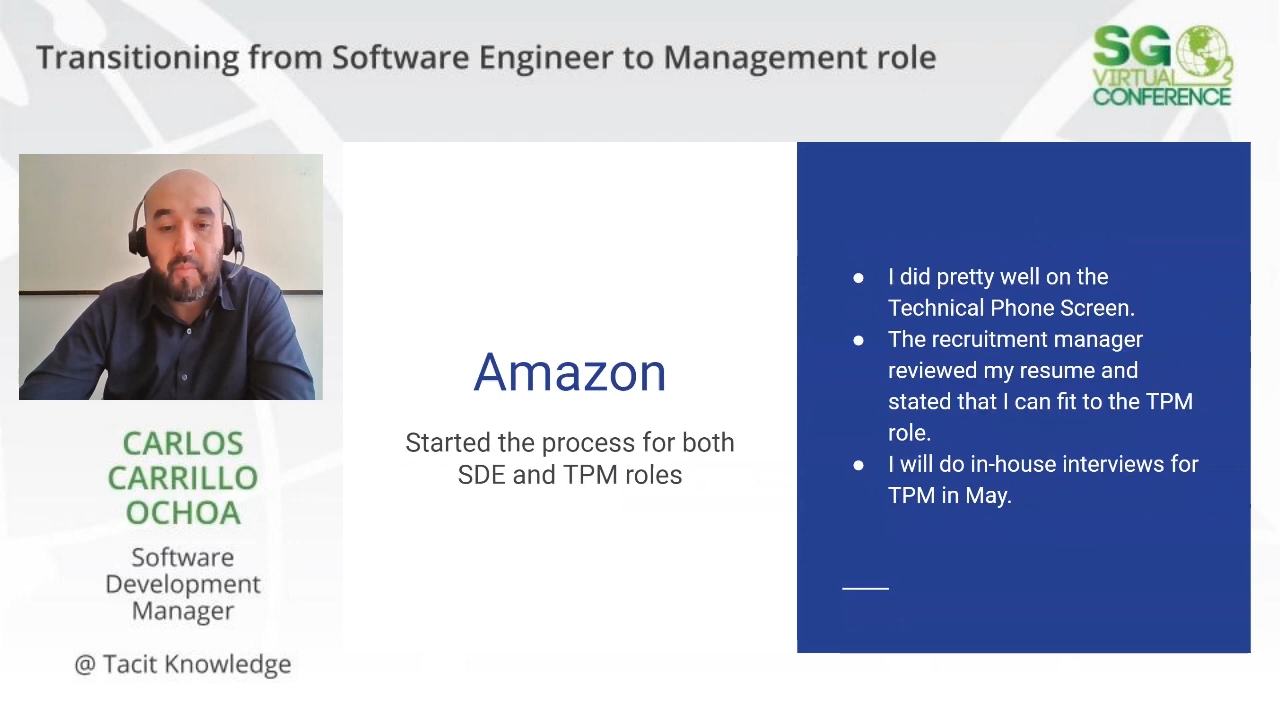 Transitioning from Software Engineer to Management role
SG
VIRTUAL
CONFERENCE
CARLOS
CARRILLO
OCHOA
Software
Development
Manager
@ Tacit Knowledge
Amazon
Started the process for both
SDE and TPM roles
● I did pretty well on the
Technical Phone Screen.
● The recruitment manager
reviewed my resume and
stated that I can fit to the TPM
role.
● I will do in-house interviews for
TPM in May.